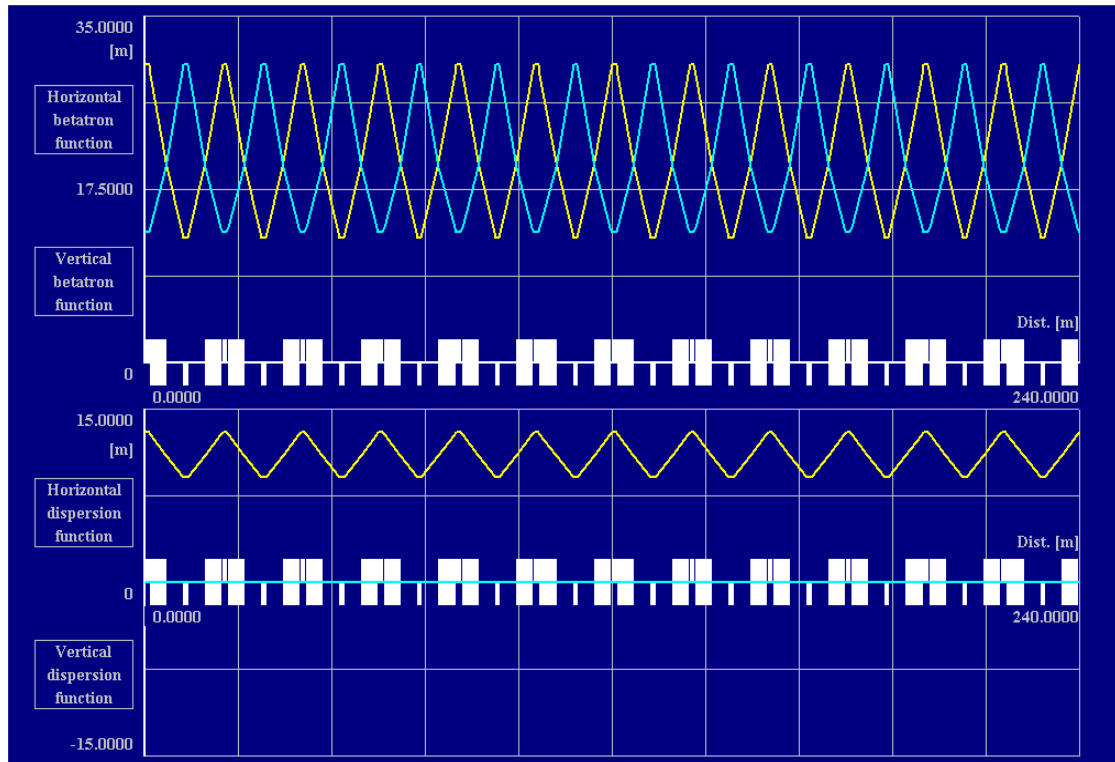 35.0000
[m]
Horizontal
betatron
function
17.5000
Vertical
betatron
function
Dist. [m]
0
0.0000 240.0000
15.0000
[m]
Horizontal
dispersion
function
Dist. [m]
0
0.0000 240.0000
Vertical
dispersion
function
-15.0000